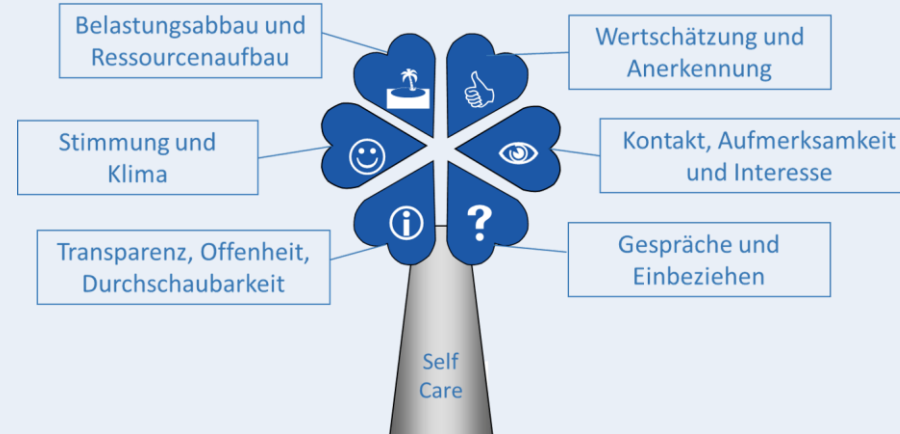 Belastungsabbau und
Ressourcenaufbau
Wertschätzung und
Anerkennung
Stimmung und
Klima
Kontakt, Aufmerksamkeit
und Interesse
Transparenz, Offenheit,
Durchschaubarkeit
Gespräche und
Einbeziehen
i
?
Self
Care